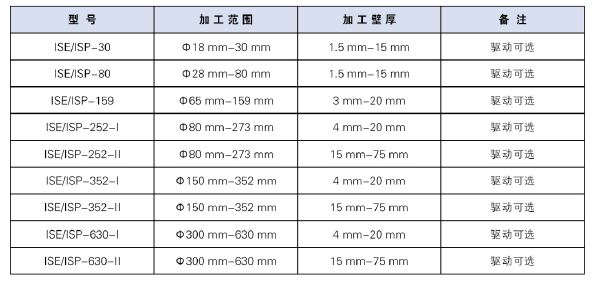 型 号 加工范围 加工壁厚 备 注
ISE/ISP-30 Φ18 mm-30 mm 1.5 mm-15 mm 驱动可选
ISE/ISP-80 Φ28 mm-80 mm 1.5 mm-15 mm 驱动可选
ISE/ISP-159 Φ65 mm-159 mm 3 mm-20 mm 驱动可选
ISE/ISP-252-I Φ80 mm-273 mm 4 mm-20 mm 驱动可选
ISE/ISP-252-II Φ80 mm-273 mm 15 mm-75 mm 驱动可选
ISE/ISP-352-I Φ150 mm-352 mm 4 mm-20 mm 驱动可选
ISE/ISP-352-II Φ150 mm-352 mm 15 mm-75 mm 驱动可选
ISE/ISP-630-I Φ300 mm-630 mm 4 mm-20 mm 驱动可选
ISE/ISP-630-II Φ300 mm-630 mm 15 mm-75 mm 驱动可选